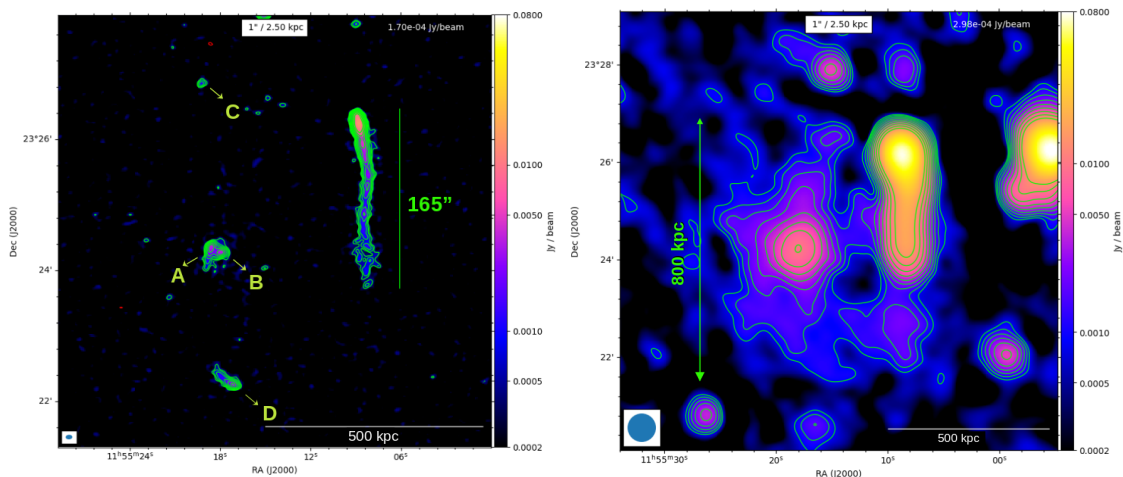 1" / 2.50 kpc
1.70e-04 Jy/beam
C
165”
A
B
D
500 kpc
23°26'
24'
22'
Dec (J2000)
11ʰ55ᵐ24ˢ
18ˢ
12ˢ
06ˢ
RA (J2000)
0.0800
0.0100
0.0050
0.0010
0.0005
0.0002
Jy / beam
1" / 2.50 kpc
2.98e-04 Jy/beam
800 kpc
500 kpc
23°28'
26'
24'
22'
Dec (J2000)
11ʰ55ᵐ30ˢ
20ˢ
10ˢ
00ˢ
RA (J2000)
0.0800
0.0100
0.0050
0.0010
0.0005
0.0002
Jy / beam